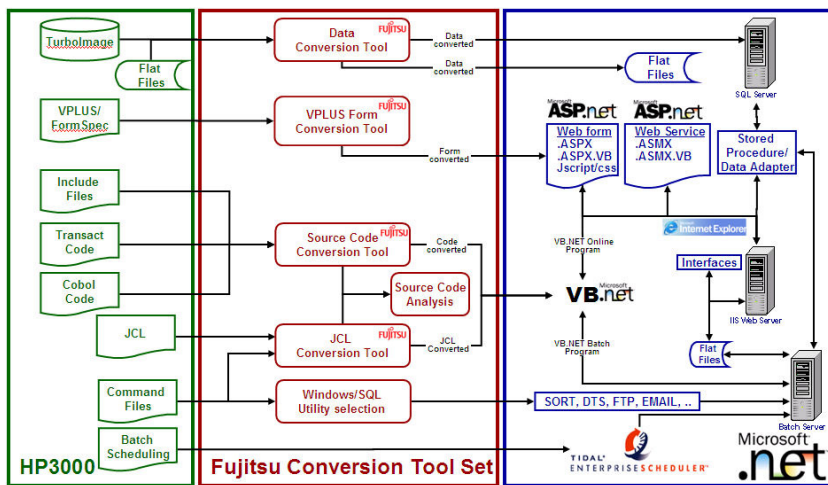 TurboImage
Flat
Files
VPLUS/
FormSpec
Include
Files
Transact
Code
Cobol
Code
JCL
Command
Files
Batch
Scheduling
HP3000
FUJITSU
Data
Conversion Tool
FUJITSU
VPLUS Form
Conversion Tool
FUJITSU
Source Code
Conversion Tool
Source Code
Analysis
FUJITSU
JCL
Conversion Tool
Windows/SQL
Utility selection
Fujitsu Conversion Tool Set
Data
converted
Data
converted
Form
converted
Code
converted
JCL
Converted
Flat
Files
SQL Server
Microsoft
ASP.net
Microsoft
ASP.net
Web form
.ASPX
.ASPX.VB
Jscript/css
Web Service
.ASMX
.ASMX.VB
Stored
Procedure/
Data Adapter
Microsoft
Internet Explorer
VB.NET Online
Program
Interfaces
Microsoft
VB.net
IIS Web Server
VB.NET Batch
Program
Flat
Files
SORT, DTS, FTP, EMAIL, ..
Batch Server
TIDAL
ENTERPRISESCHEDULER
Microsoft
.net